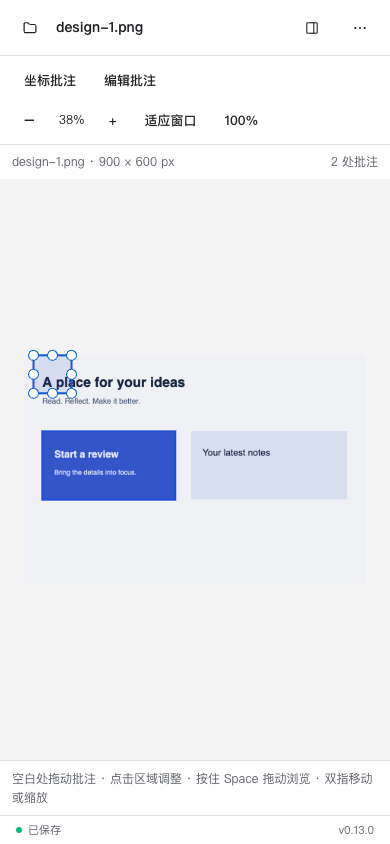 design-1.png
坐标批注 编辑批注
— 38% + 适应窗口 100%
design-1.png · 900 × 600 px 2 处批注
A place for your ideas
Read. Reflect. Make it better.
Start a review Your latest notes
Bring the details into focus.
空白处拖动批注 · 点击区域调整 · 按住 Space 拖动浏览 · 双指移动
或缩放
已保存 v0.13.0